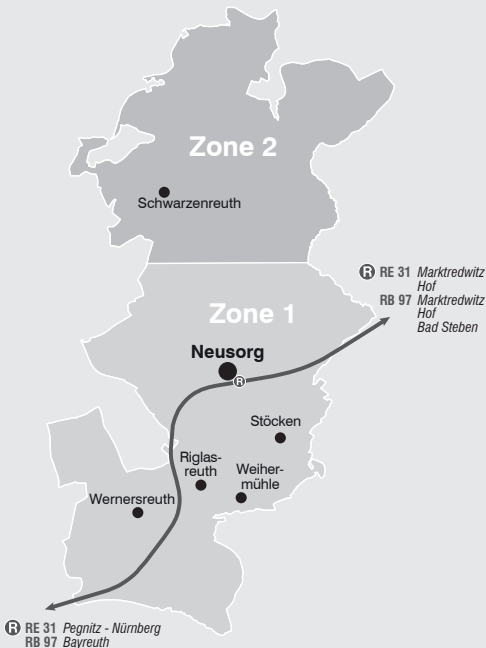 Zone 2
Schwarzenreuth
R RE 31 Marktredwitz
Hof
RB 97 Marktredwitz
Hof
Bad Steben
Zone 1
Neusorg
R
Stöcken
Riglas-
reuth
Weiher-
mühle
Wernersreuth
R RE 31 Pegnitz - Nürnberg
RB 97 Bayreuth